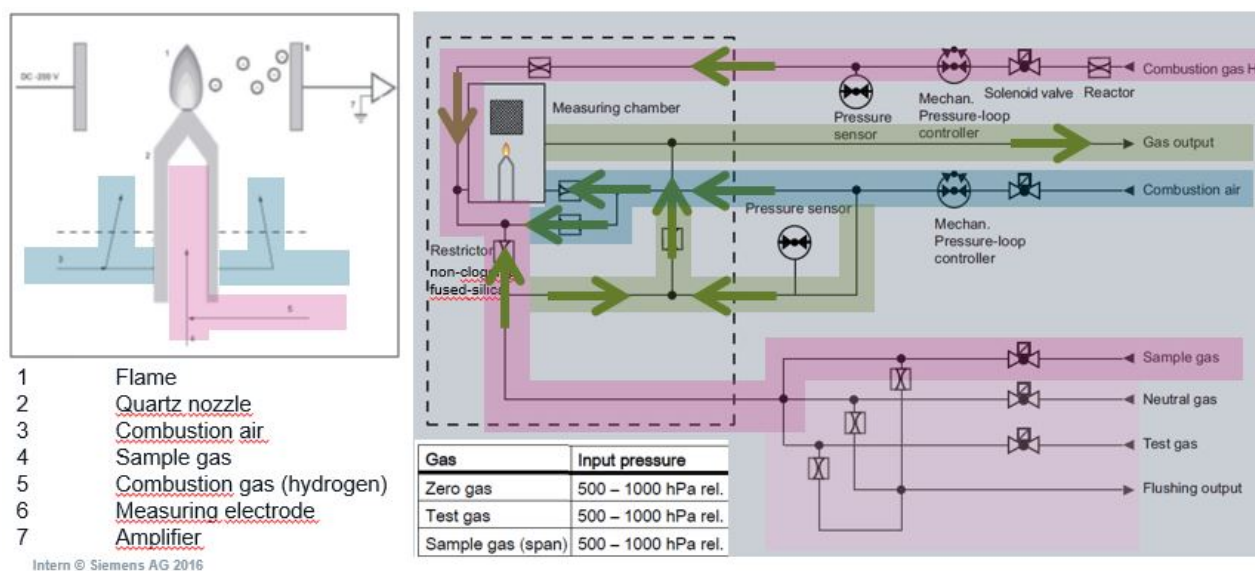 DC -200 V
1
6
7
2
3
5
4
1 Flame
2 Quartz nozzle
3 Combustion air
4 Sample gas
5 Combustion gas (hydrogen)
6 Measuring electrode
7 Amplifier
Intern © Siemens AG 2016
Combustion gas H
Measuring chamber
Pressure
sensor
Mechan.
Pressure-loop
controller
Solenoid valve
Reactor
Gas output
Combustion air
Pressure sensor
Mechan.
Pressure-loop
controller
Restrictor
fused-silica
Sample gas
Neutral gas
Test gas
Flushing output
Gas Input pressure
Zero gas 500 – 1000 hPa rel.
Test gas 500 – 1000 hPa rel.
Sample gas (span) 500 – 1000 hPa rel.